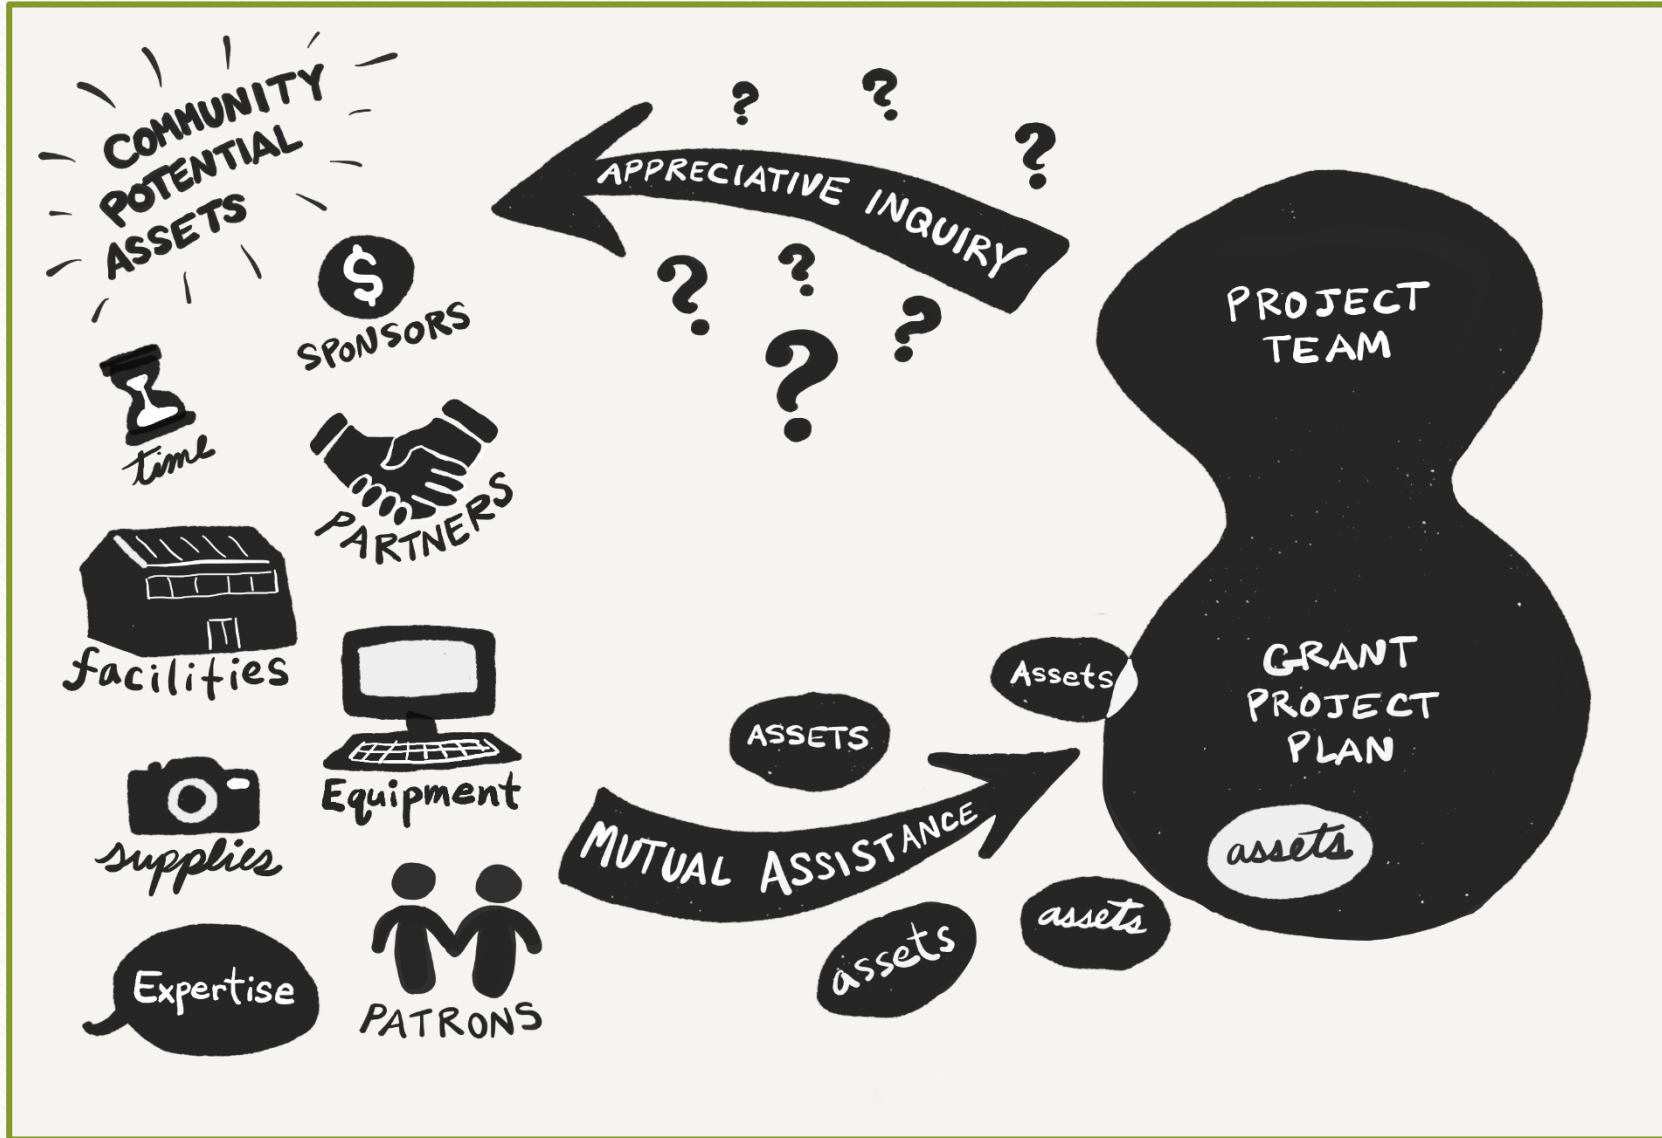 COMMUNITY
POTENTIAL
ASSETS
$
SPONSORS
time
PARTNERS
facilities
Equipment
supplies
Expertise
PATRONS
?
?
?
APPRECIATIVE INQUIRY
?
?
?
?
PROJECT
TEAM
MUTUAL ASSISTANCE
ASSETS
Assets
assets
assets
GRANT
PROJECT
PLAN
assets